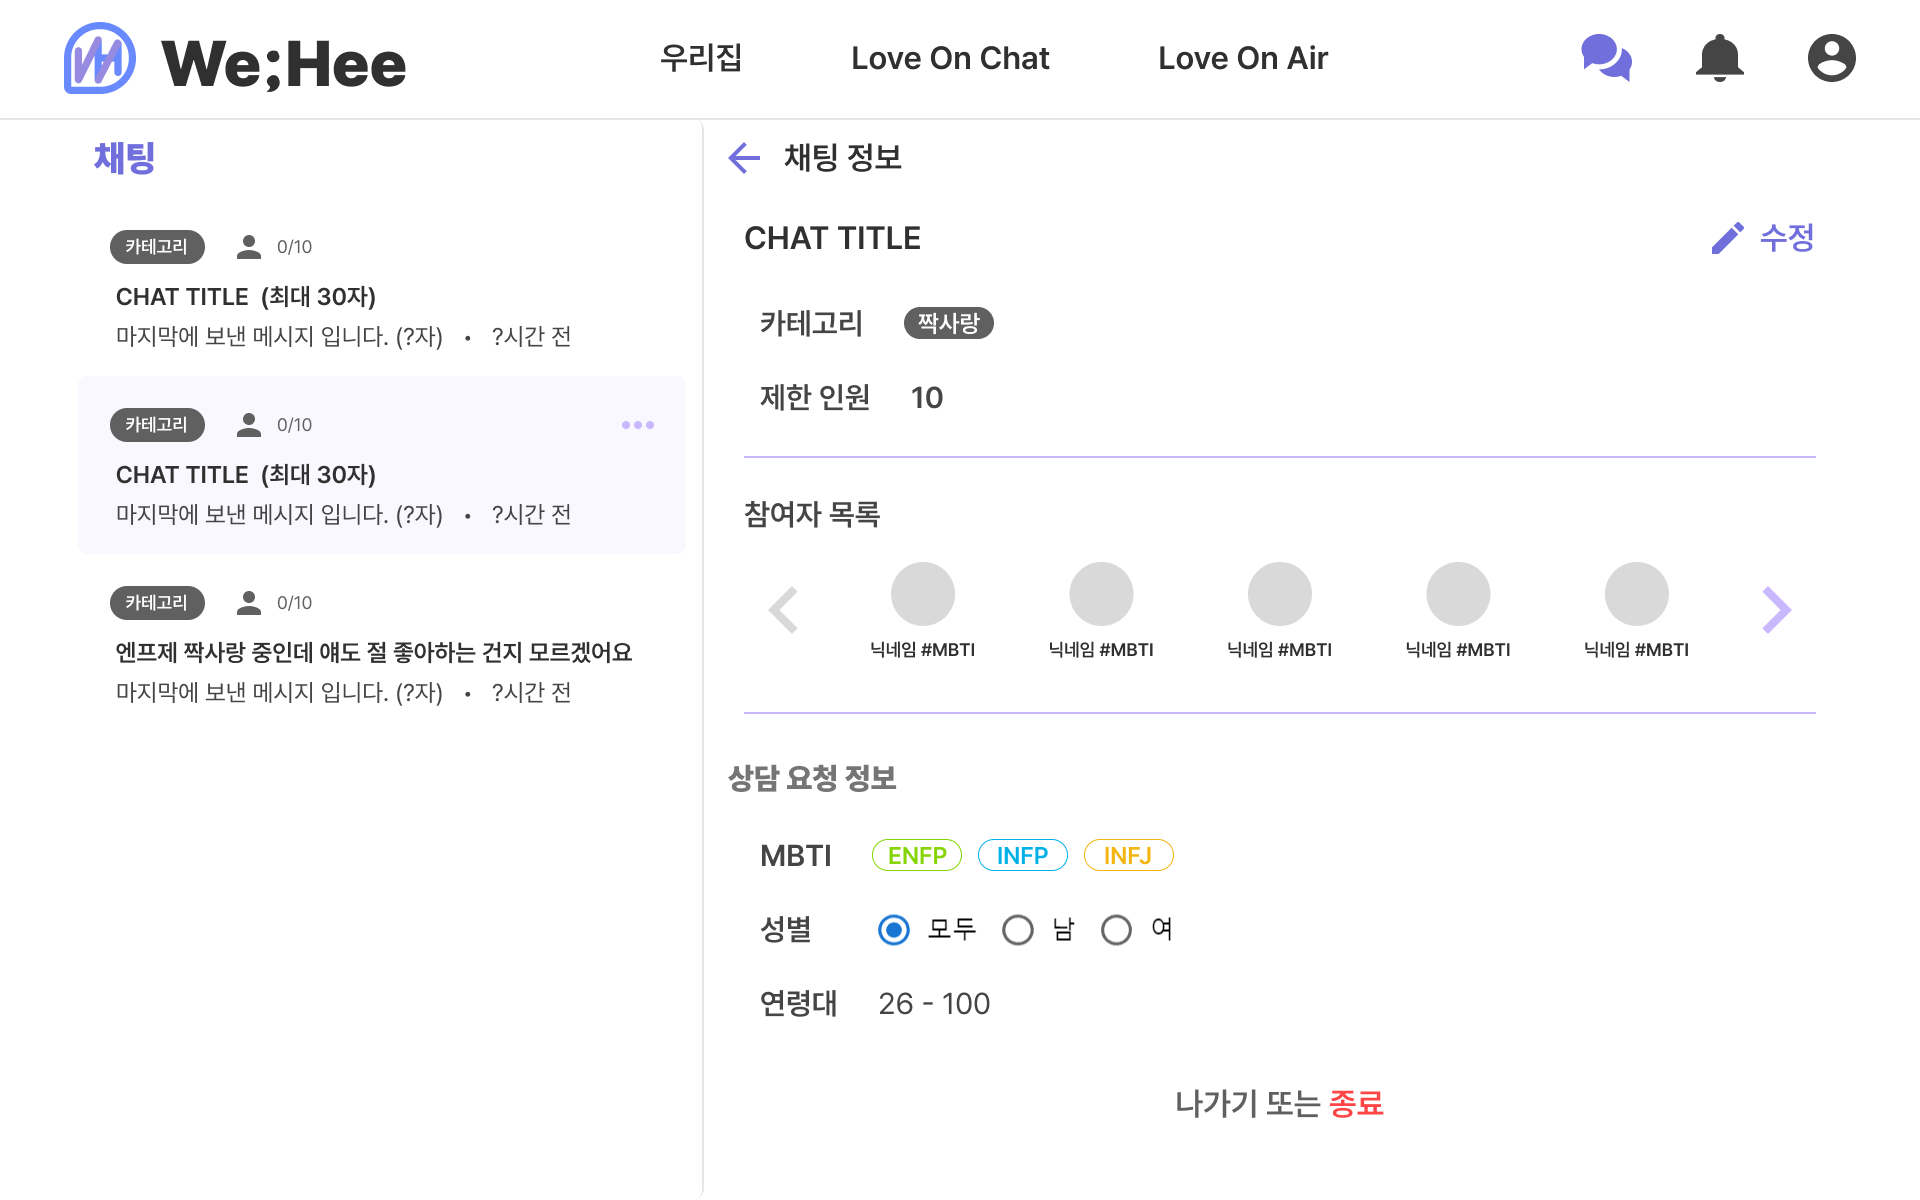 We;Hee
우리집
Love On Chat
Love On Air
채팅
카테고리 0/10
CHAT TITLE (최대 30자)
마지막에 보낸 메시지 입니다. (?자) • ?시간 전
카테고리 0/10
CHAT TITLE (최대 30자)
마지막에 보낸 메시지 입니다. (?자) • ?시간 전
카테고리 0/10
엔프제 짝사랑 중인데 얘도 절 좋아하는 건지 모르겠어요
마지막에 보낸 메시지 입니다. (?자) • ?시간 전
채팅 정보
CHAT TITLE
수정
카테고리 짝사랑
제한 인원 10
참여자 목록
닉네임 #MBTI
닉네임 #MBTI
닉네임 #MBTI
닉네임 #MBTI
닉네임 #MBTI
상담 요청 정보
MBTI ENFP INFP INFJ
성별 모두 남 여
연령대 26 - 100
나가기 또는 종료